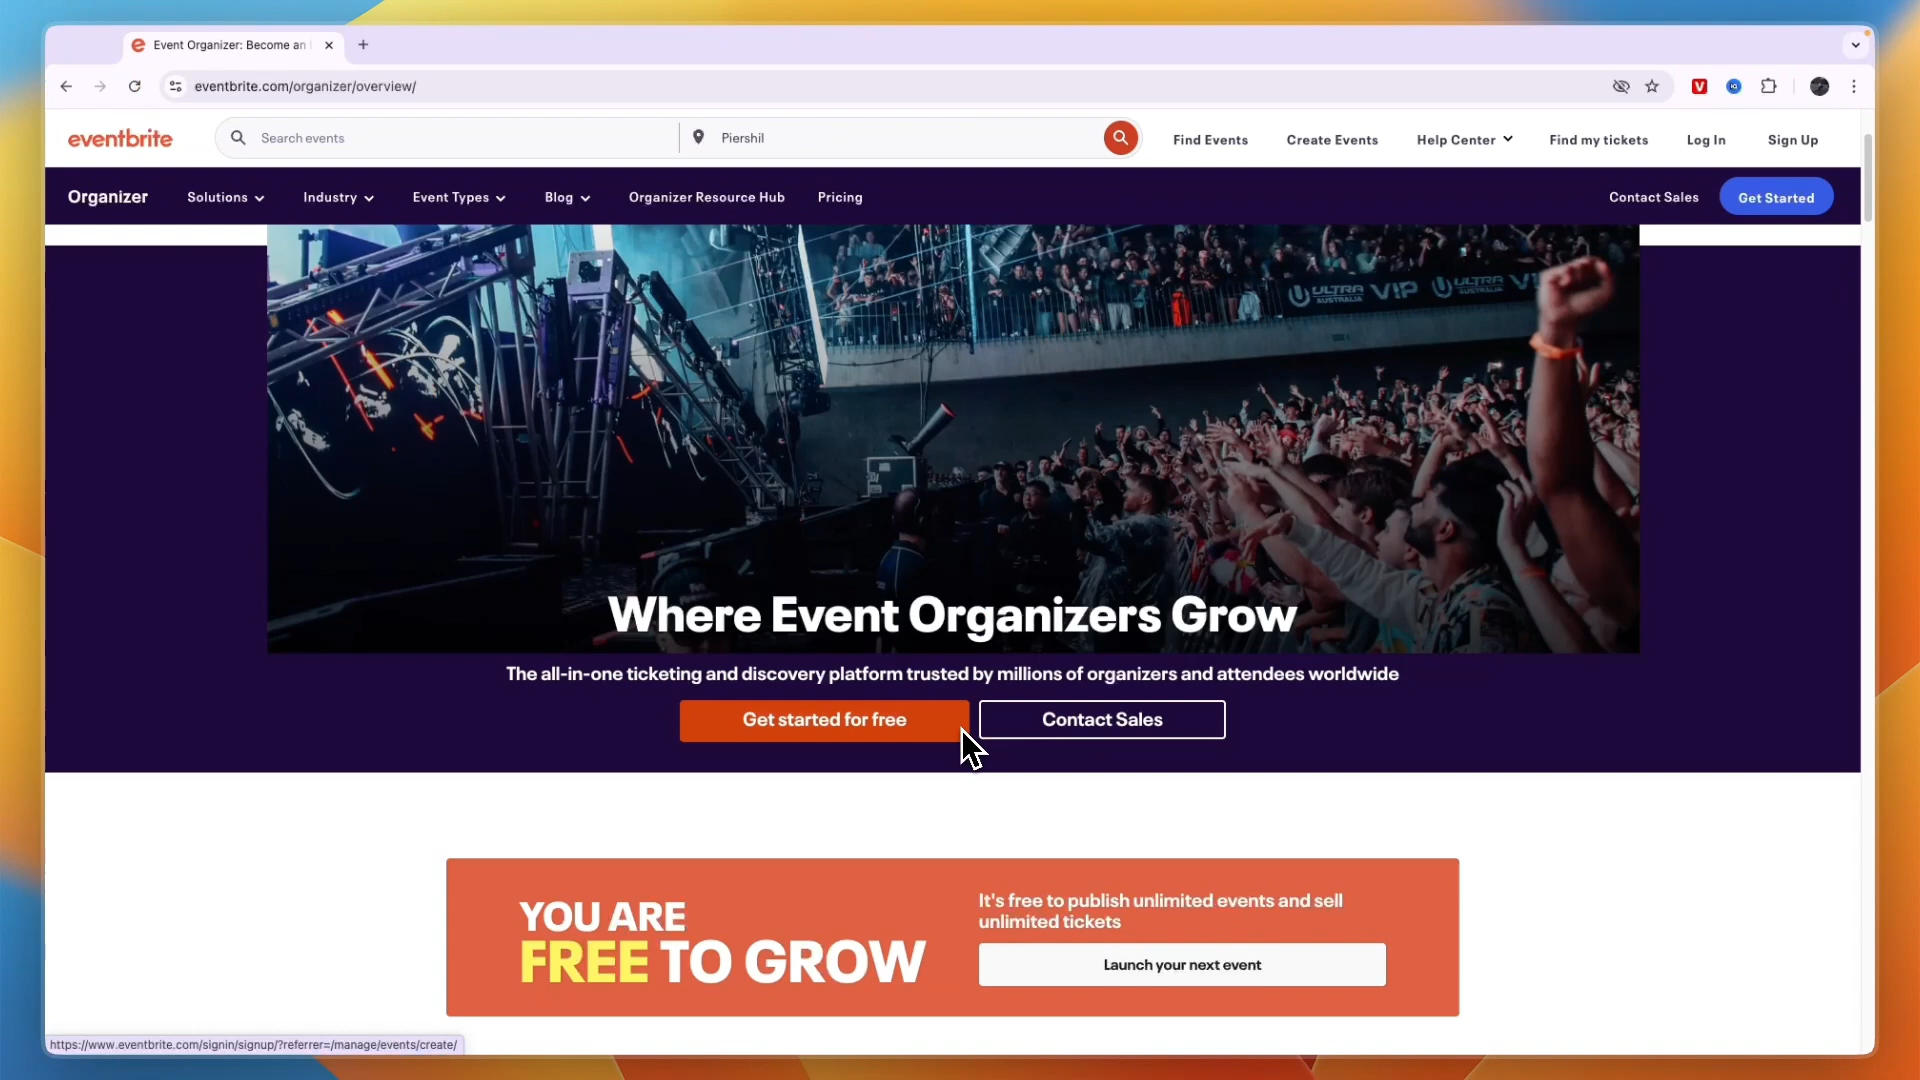 Event Organizer: Become an
eventbrite.com/organizer/overview/
eventbrite
Search events
Piershil
Find Events
Create Events
Help Center
Find my tickets
Log In
Sign Up
Organizer
Solutions
Industry
Event Types
Blog
Organizer Resource Hub
Pricing
Contact Sales
Get Started
ULTRA AUSTRALIA VIP ULTRA AUSTRALIA VI
Where Event Organizers Grow
The all-in-one ticketing and discovery platform trusted by millions of organizers and attendees worldwide
Get started for free
Contact Sales
YOU ARE
FREE TO GROW
It's free to publish unlimited events and sell
unlimited tickets
Launch your next event
https://www.eventbrite.com/signin/signup/?referrer=/manage/events/create/